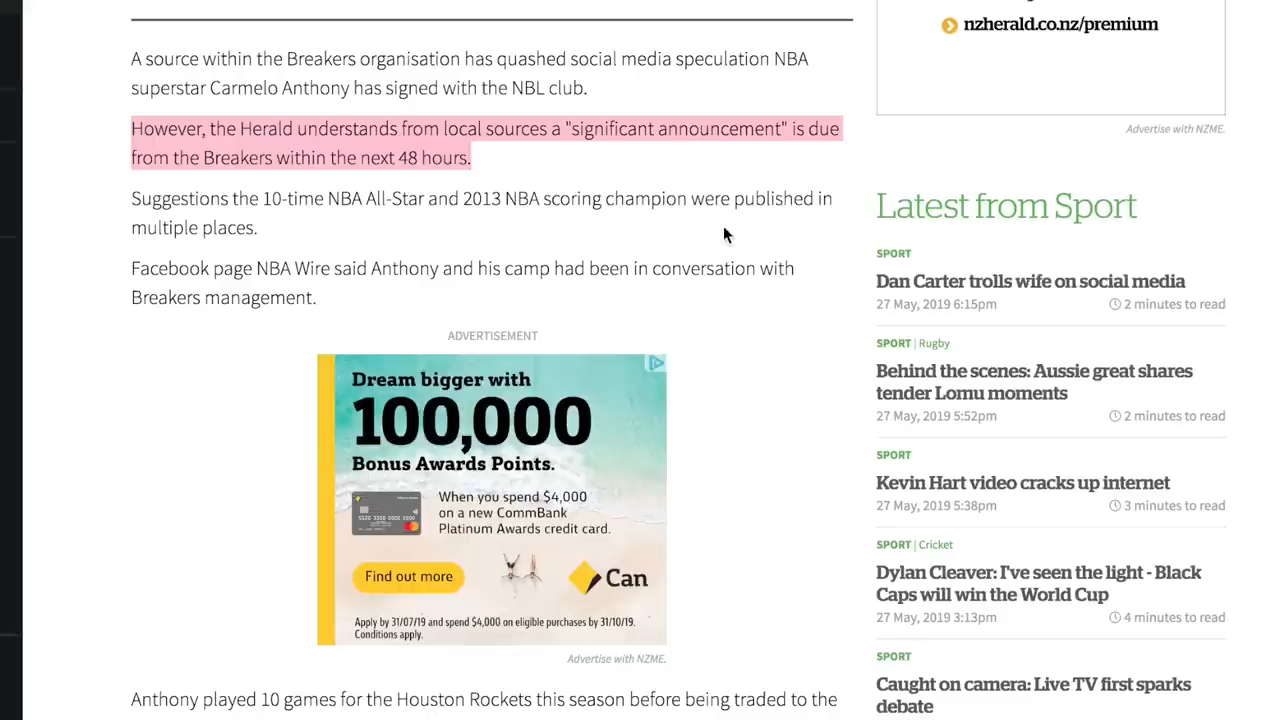 nzherald.co.nz/premium
Advertise with NZME.
A source within the Breakers organisation has quashed social media speculation NBA
superstar Carmelo Anthony has signed with the NBL club.
However, the Herald understands from local sources a "significant announcement" is due
from the Breakers within the next 48 hours.
Suggestions the 10-time NBA All-Star and 2013 NBA scoring champion were published in
multiple places.
Facebook page NBA Wire said Anthony and his camp had been in conversation with
Breakers management.
ADVERTISEMENT
Dream bigger with
100,000
Bonus Awards Points.
When you spend $4,000
on a new CommBank
Platinum Awards credit card.
Find out more
Can
Apply by 31/07/19 and spend $4,000 on eligible purchases by 31/10/19.
Conditions apply.
Advertise with NZME.
Anthony played 10 games for the Houston Rockets this season before being traded to the
Latest from Sport
SPORT
Dan Carter trolls wife on social media
27 May, 2019 6:15pm 2 minutes to read
SPORT | Rugby
Behind the scenes: Aussie great shares
tender Lomu moments
27 May, 2019 5:52pm 2 minutes to read
SPORT
Kevin Hart video cracks up internet
27 May, 2019 5:38pm 3 minutes to read
SPORT | Cricket
Dylan Cleaver: I've seen the light - Black
Caps will win the World Cup
27 May, 2019 3:13pm 4 minutes to read
SPORT
Caught on camera: Live TV first sparks
debate